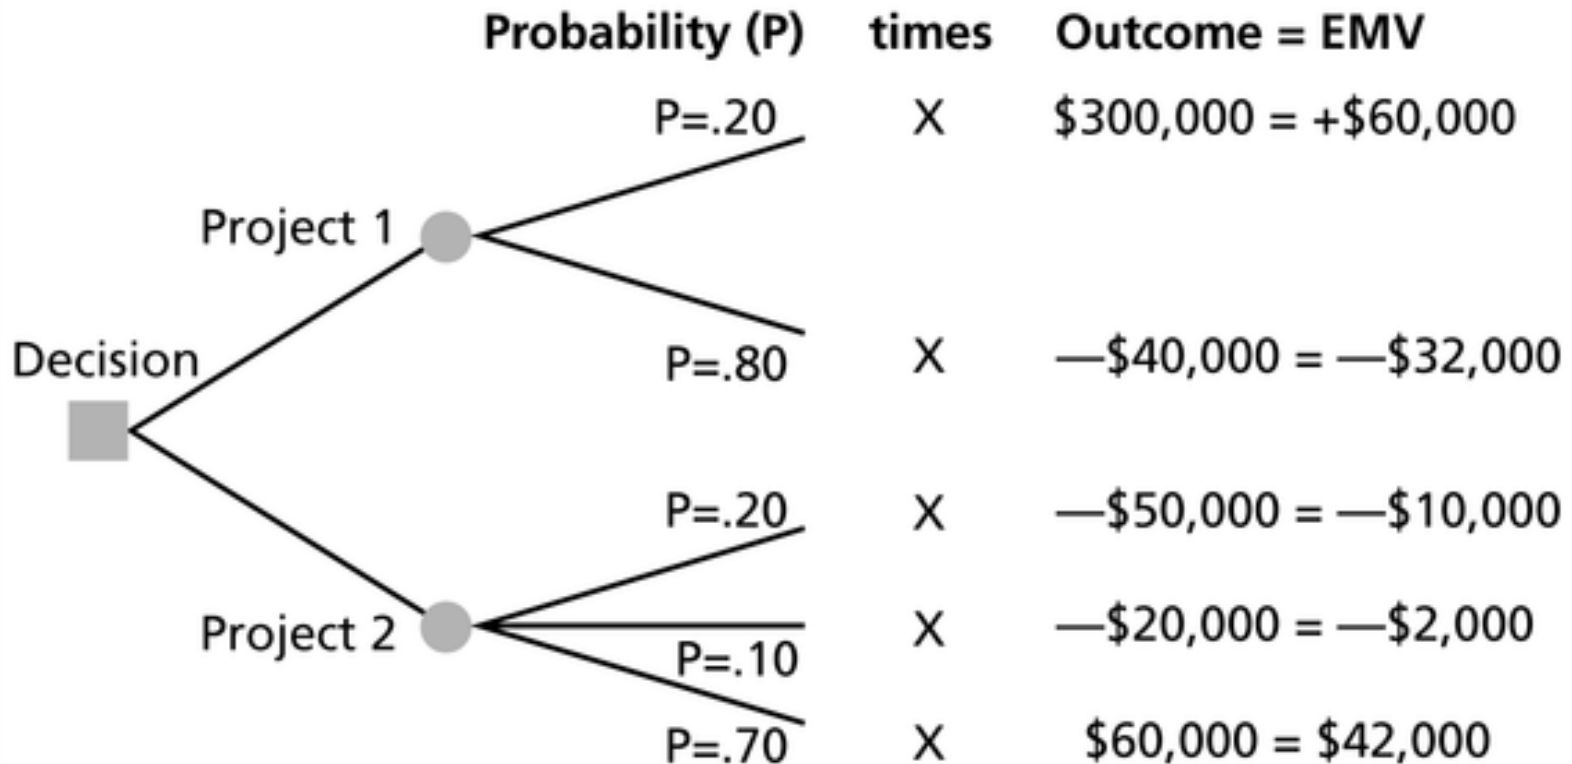 Probability (P) times Outcome = EMV
P=.20 X $300,000 = +$60,000
Project 1
P=.80 X —$40,000 = —$32,000
Decision
P=.20 X —$50,000 = —$10,000
Project 2
P=.10 X —$20,000 = —$2,000
P=.70 X $60,000 = $42,000